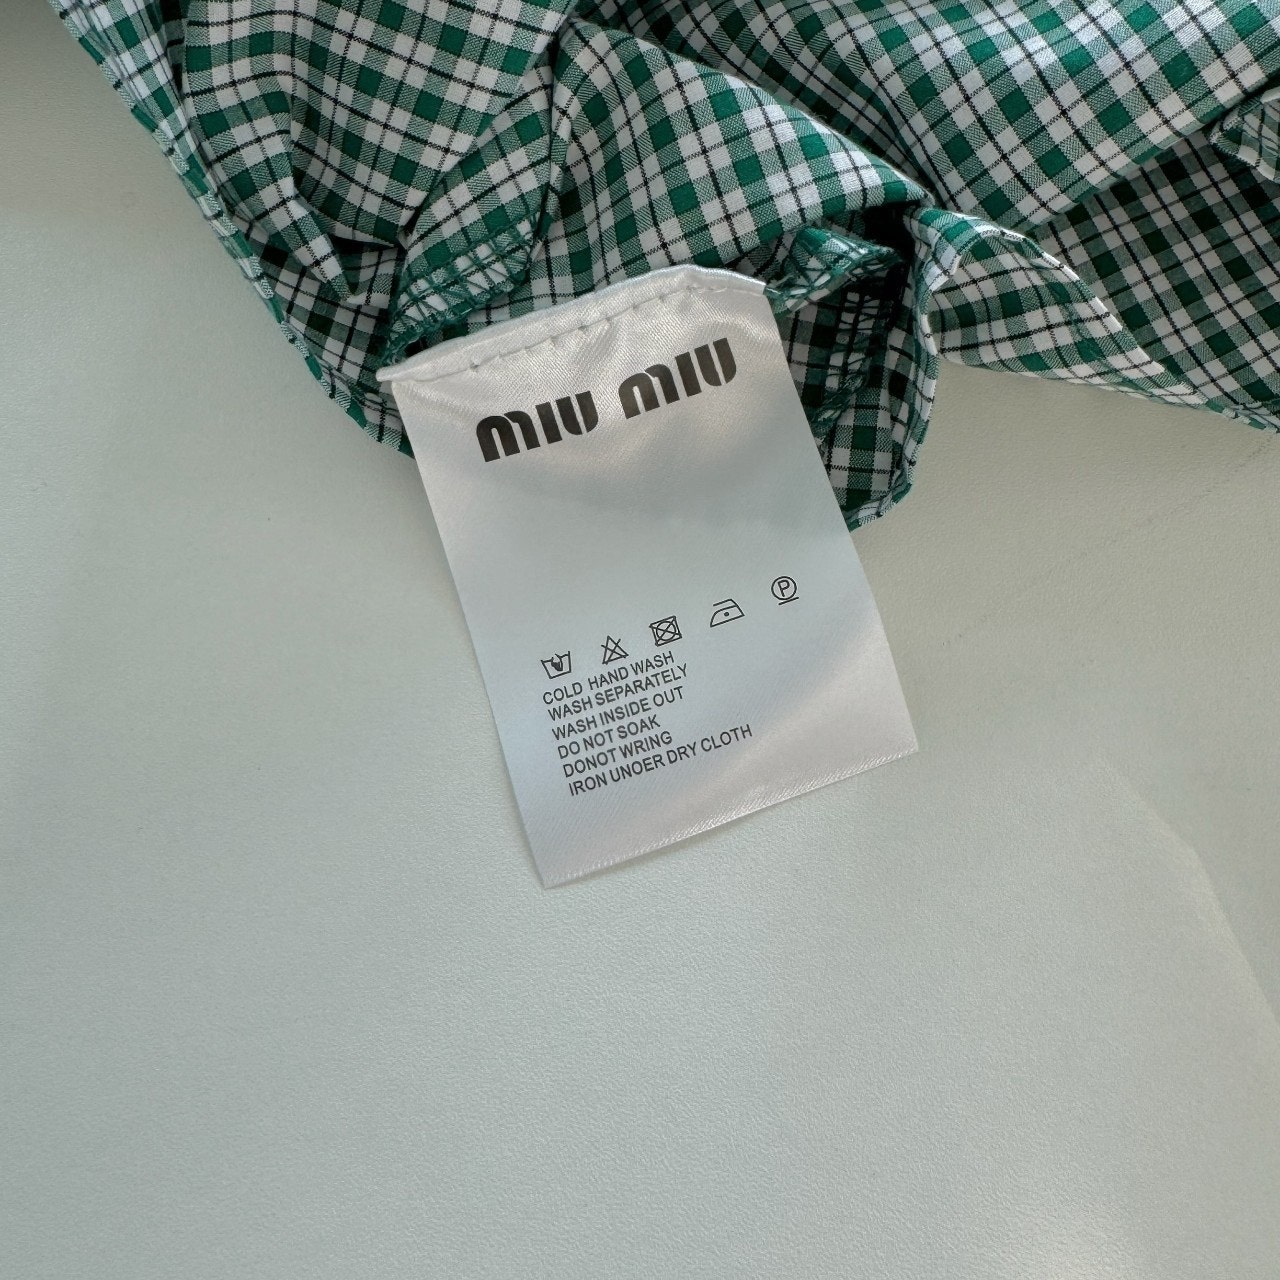 MIU MIU
P
COLD HAND WASH
WASH SEPARATELY
WASH INSIDE OUT
DO NOT SOAK
DONOT WRING
IRON UNOER DRY CLOTH